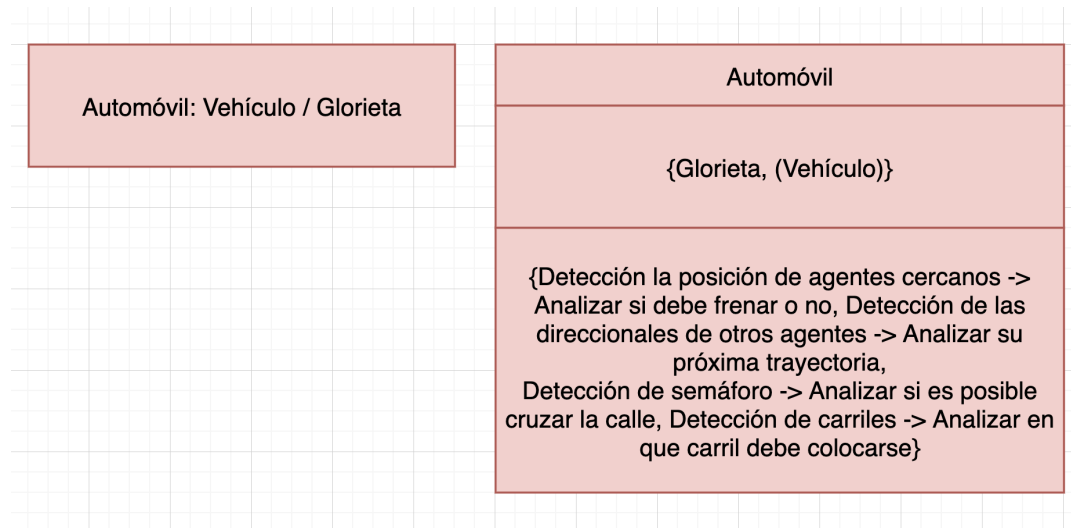 Automóvil: Vehículo / Glorieta
Automóvil
{Glorieta, (Vehículo)}
{Detección la posición de agentes cercanos ->
Analizar si debe frenar o no, Detección de las
direccionales de otros agentes -> Analizar su
próxima trayectoria,
Detección de semáforo -> Analizar si es posible
cruzar la calle, Detección de carriles -> Analizar en
que carril debe colocarse}